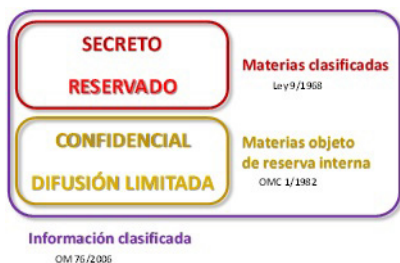 SECRETO
RESERVADO
Materias clasificadas
Ley 9/1968
CONFIDENCIAL
DIFUSIÓN LIMITADA
Materias objeto
de reserva interna
OMC 1/1982
Información clasificada
OM 76/2006